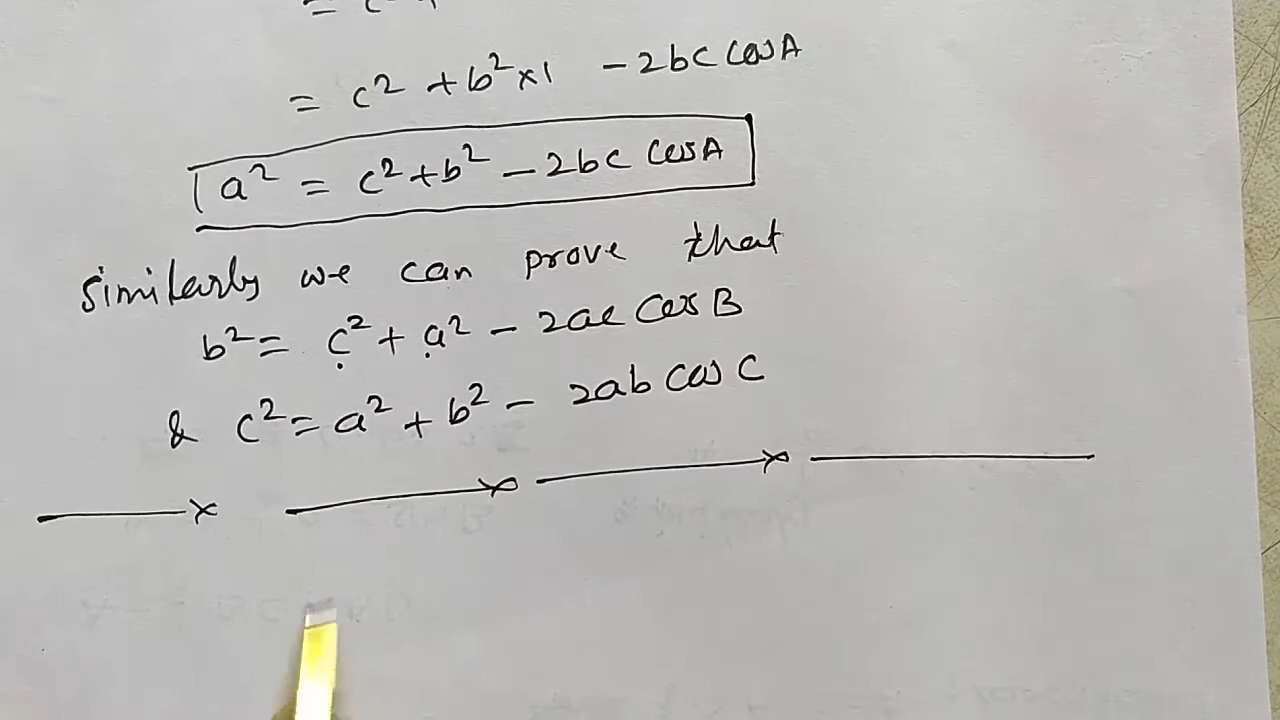 = c² + b² × 1 - 2bc cosA
a² = c² + b² - 2bc cosA
Similarly we can prove that
b² = c² + a² - 2ac cosB
& c² = a² + b² - 2ab cos C